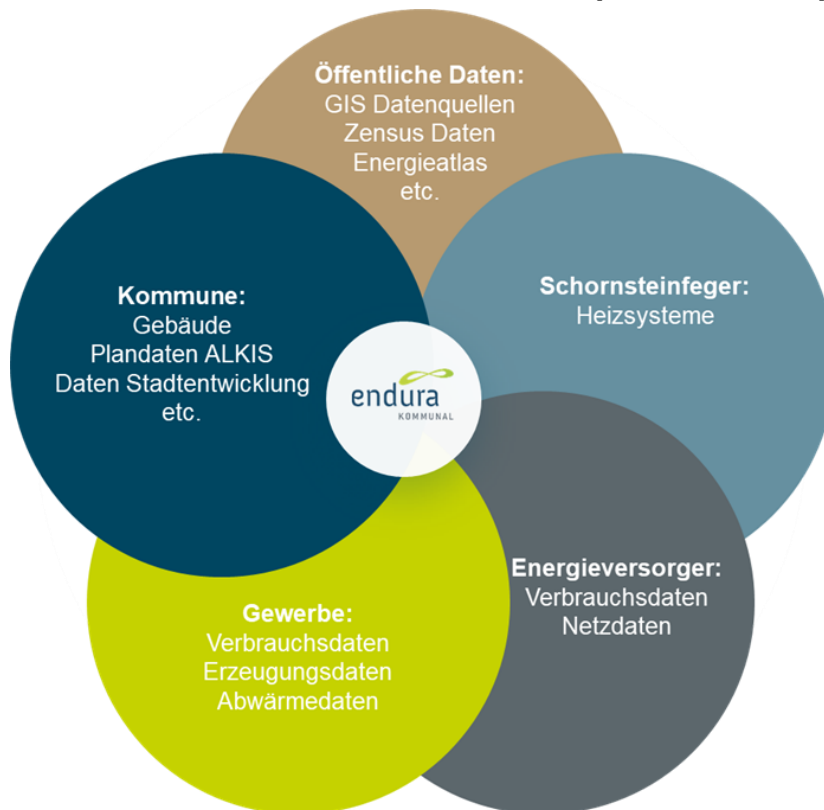 Öffentliche Daten:
GIS Datenquellen
Zensus Daten
Energieatlas
etc.
Kommune:
Gebäude
Plandaten ALKIS
Daten Stadtentwicklung
etc.
Schornsteinfeger:
Heizsysteme
endura
KOMMUNAL
Energieversorger:
Verbrauchsdaten
Netzdaten
Gewerbe:
Verbrauchsdaten
Erzeugungsdaten
Abwärmedaten